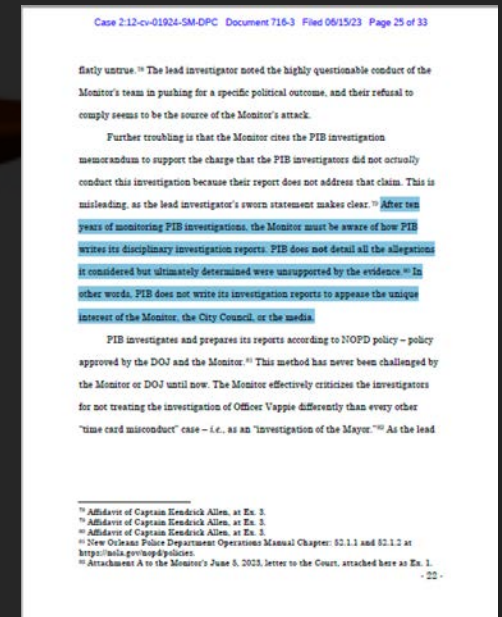 Case 2:12-cv-01924-SM-DPC Document 716-3 Filed 06/15/23 Page 25 of 33
flatly untrue.⁷⁸ The lead investigator noted the highly questionable conduct of the
Monitor's team in pushing for a specific political outcome, and their refusal to
comply seems to be the source of the Monitor's attack.
Further troubling is that the Monitor cites the PIB investigation
memorandum to support the charge that the PIB investigators did not actually
conduct this investigation because their report does not address that claim. This is
misleading, as the lead investigator's sworn statement makes clear.⁷⁹ After ten
years of monitoring PIB investigations, the Monitor must be aware of how PIB
writes its disciplinary investigation reports. PIB does not detail all the allegations
it considered but ultimately determined were unsupported by the evidence.⁸⁰ In
other words, PIB does not write its investigation reports to appease the unique
interest of the Monitor, the City Council, or the media.
PIB investigates and prepares its reports according to NOPD policy – policy
approved by the DOJ and the Monitor.⁸¹ This method has never been challenged by
the Monitor or DOJ until now. The Monitor effectively criticizes the investigators
for not treating the investigation of Officer Vappie differently than every other
"time card misconduct" case – i.e., as an "investigation of the Mayor."⁸² As the lead
Affidavit of Captain Kendrick Allen, at Ex. 3.
⁷⁹ Affidavit of Captain Kendrick Allen, at Ex. 3.
⁸⁰ Affidavit of Captain Kendrick Allen, at Ex. 3.
⁸¹ New Orleans Police Department Operations Manual Chapter: 52.1.1 and 52.1.2 at
https://nola.gov/nopd/policies.
⁸² Attachment A to the Monitor's June 5, 2023, letter to the Court, attached here as Ex. 1.
- 22 -